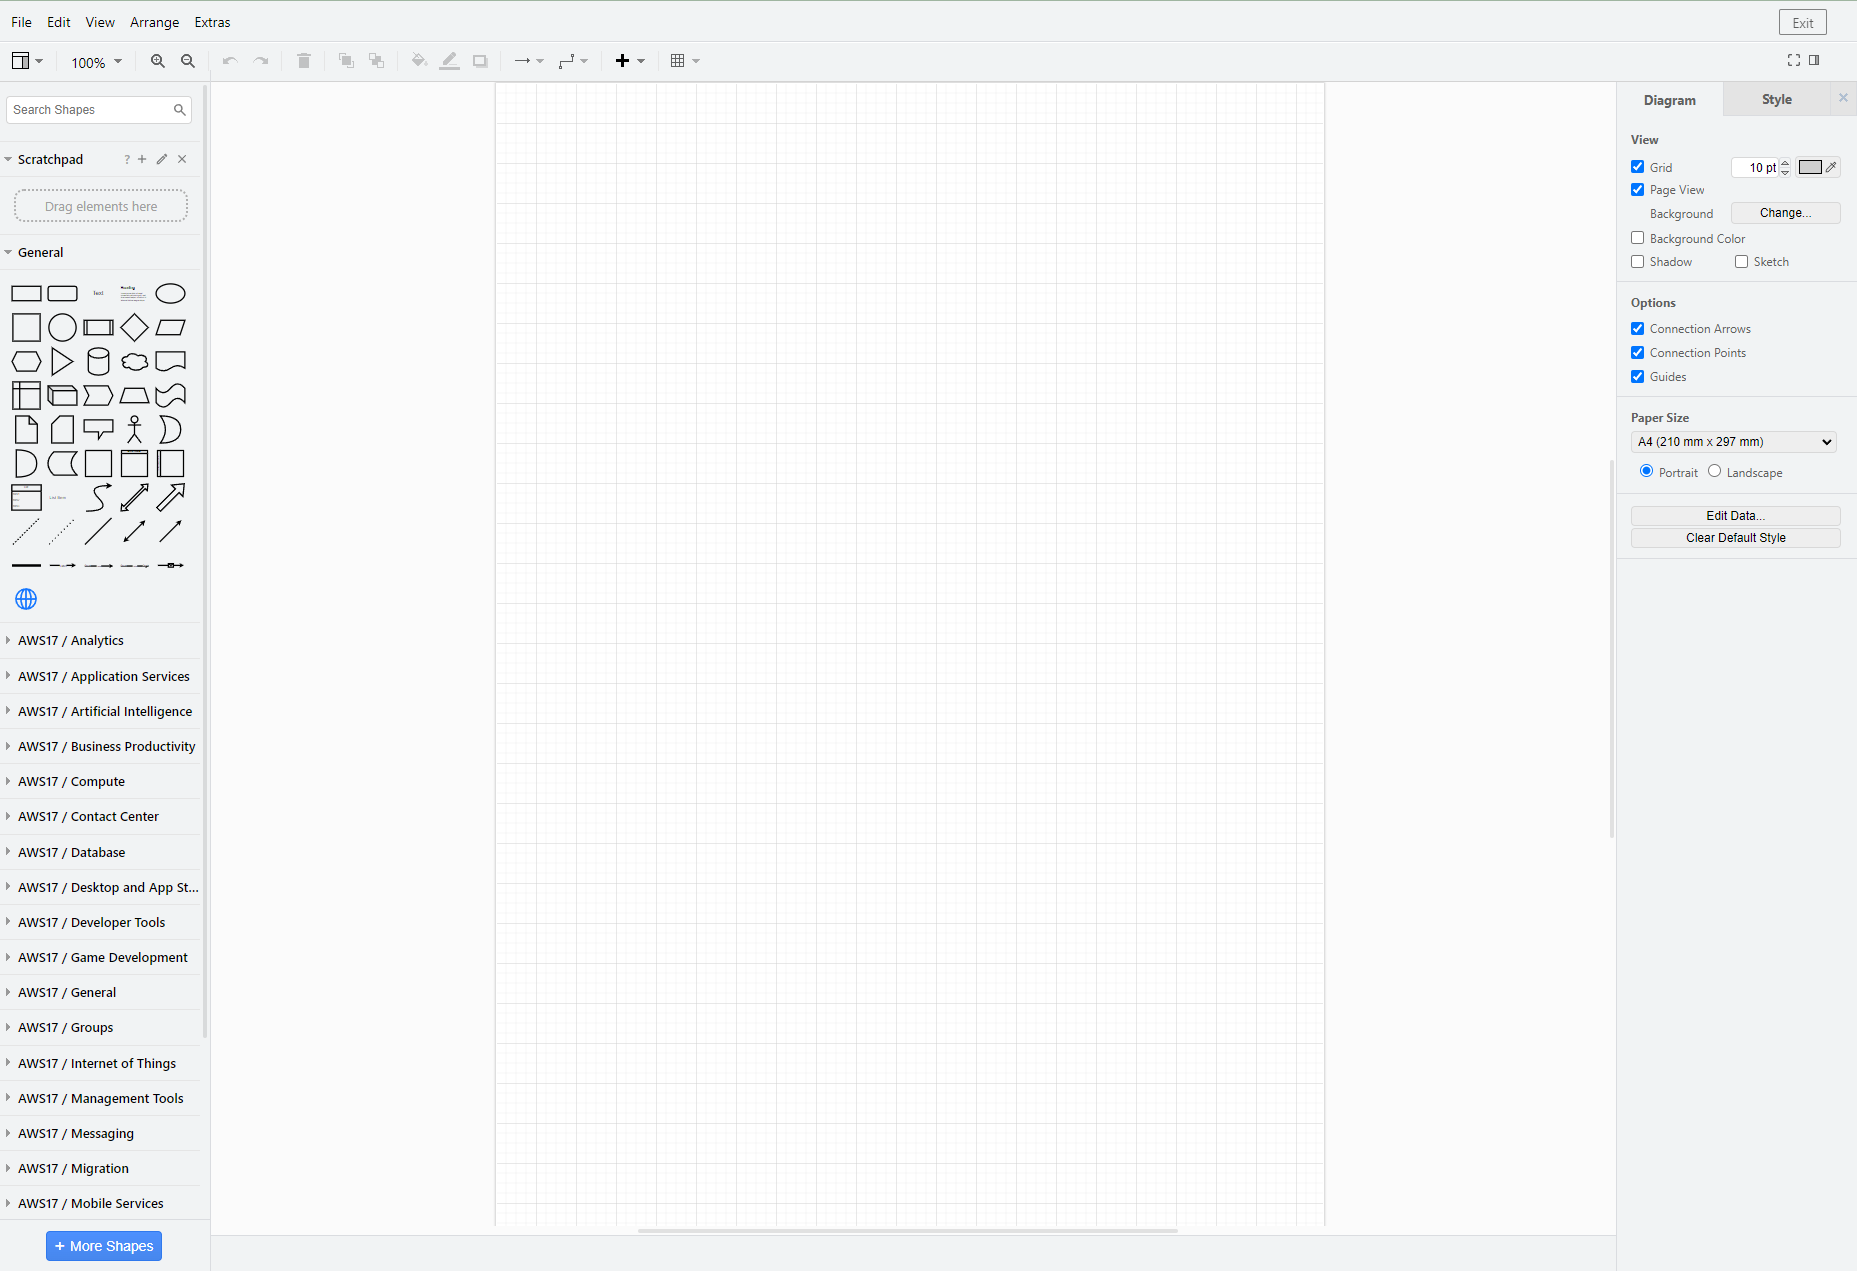 File Edit View Arrange Extras
Exit
100%
Search Shapes
Scratchpad ?
Drag elements here
General
Text
Heading
List Item
AWS17 / Analytics
AWS17 / Application Services
AWS17 / Artificial Intelligence
AWS17 / Business Productivity
AWS17 / Compute
AWS17 / Contact Center
AWS17 / Database
AWS17 / Desktop and App St...
AWS17 / Developer Tools
AWS17 / Game Development
AWS17 / General
AWS17 / Groups
AWS17 / Internet of Things
AWS17 / Management Tools
AWS17 / Messaging
AWS17 / Migration
AWS17 / Mobile Services
+ More Shapes
Diagram Style
View
Grid 10 pt
Page View
Background Change...
Background Color
Shadow Sketch
Options
Connection Arrows
Connection Points
Guides
Paper Size
A4 (210 mm x 297 mm)
Portrait Landscape
Edit Data...
Clear Default Style